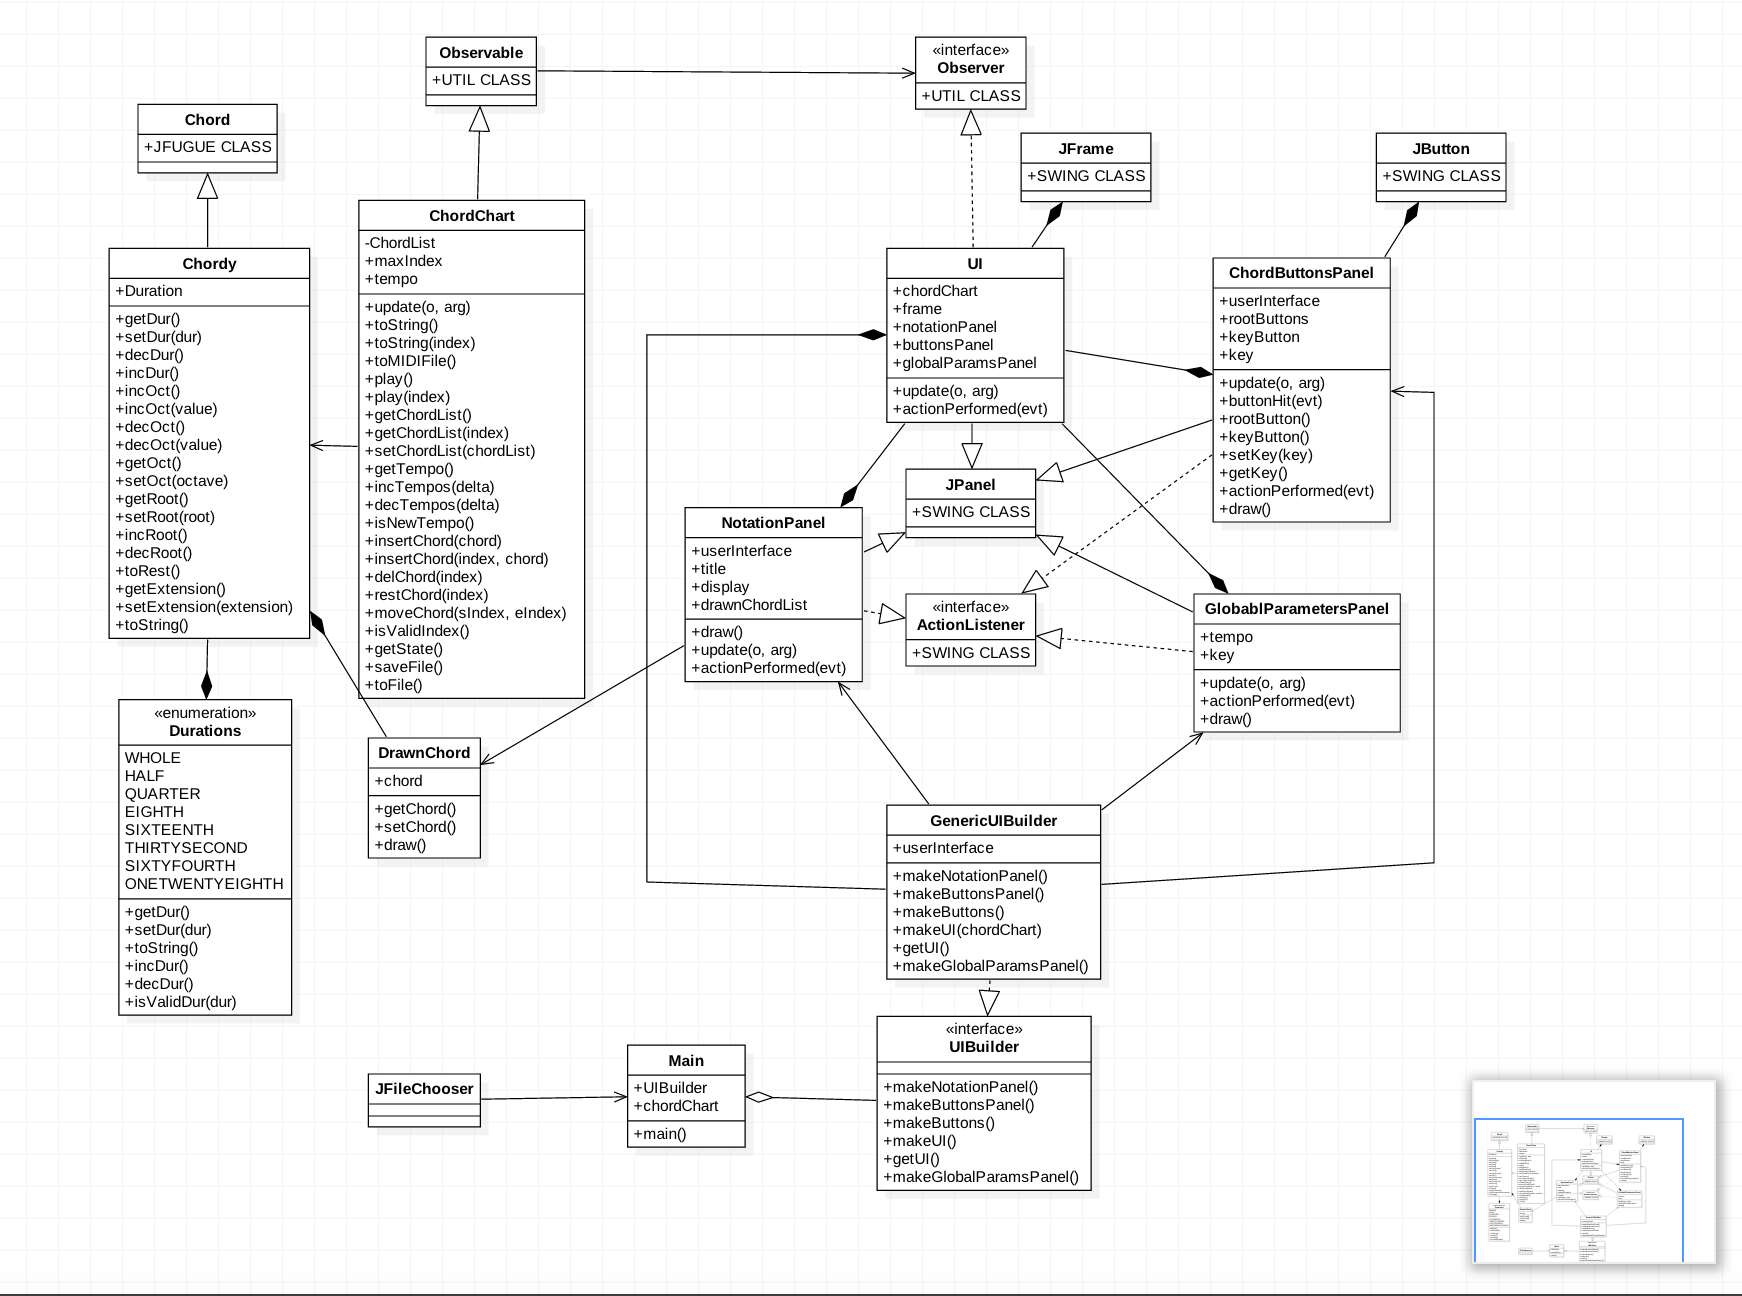 Observable
+UTIL CLASS
«interface»
Observer
+UTIL CLASS
Chord
+JFUGUE CLASS
JFrame
+SWING CLASS
JButton
+SWING CLASS
Chordy
+Duration
+getDur()
+setDur(dur)
+decDur()
+incDur()
+incOct()
+incOct(value)
+decOct()
+decOct(value)
+getOct()
+setOct(octave)
+getRoot()
+setRoot(root)
+incRoot()
+decRoot()
+toRest()
+getExtension()
+setExtension(extension)
+toString()
ChordChart
-ChordList
+maxIndex
+tempo
+update(o, arg)
+toString()
+toString(index)
+toMIDIFile()
+play()
+play(index)
+getChordList()
+getChordList(index)
+setChordList(chordList)
+getTempo()
+incTempos(delta)
+decTempos(delta)
+isNewTempo()
+insertChord(chord)
+insertChord(index, chord)
+delChord(index)
+restChord(index)
+moveChord(sIndex, eIndex)
+isValidIndex()
+getState()
+saveFile()
+toFile()
UI
+chordChart
+frame
+notationPanel
+buttonsPanel
+globalParamsPanel
+update(o, arg)
+actionPerformed(evt)
ChordButtonsPanel
+userInterface
+rootButtons
+keyButton
+key
+update(o, arg)
+buttonHit(evt)
+rootButton()
+keyButton()
+setKey(key)
+getKey()
+actionPerformed(evt)
+draw()
JPanel
+SWING CLASS
NotationPanel
+userInterface
+title
+display
+drawnChordList
+draw()
+update(o, arg)
+actionPerformed(evt)
«interface»
ActionListener
+SWING CLASS
GlobablParametersPanel
+tempo
+key
+update(o, arg)
+actionPerformed(evt)
+draw()
«enumeration»
Durations
WHOLE
HALF
QUARTER
EIGHTH
SIXTEENTH
THIRTYSECOND
SIXTYFOURTH
ONETWENTYEIGHTH
+getDur()
+setDur(dur)
+toString()
+incDur()
+decDur()
+isValidDur(dur)
DrawnChord
+chord
+getChord()
+setChord()
+draw()
GenericUIBuilder
+userInterface
+makeNotationPanel()
+makeButtonsPanel()
+makeButtons()
+makeUI(chordChart)
+getUI()
+makeGlobalParamsPanel()
JFileChooser
Main
+UIBuilder
+chordChart
+main()
«interface»
UIBuilder
+makeNotationPanel()
+makeButtonsPanel()
+makeButtons()
+makeUI()
+getUI()
+makeGlobalParamsPanel()